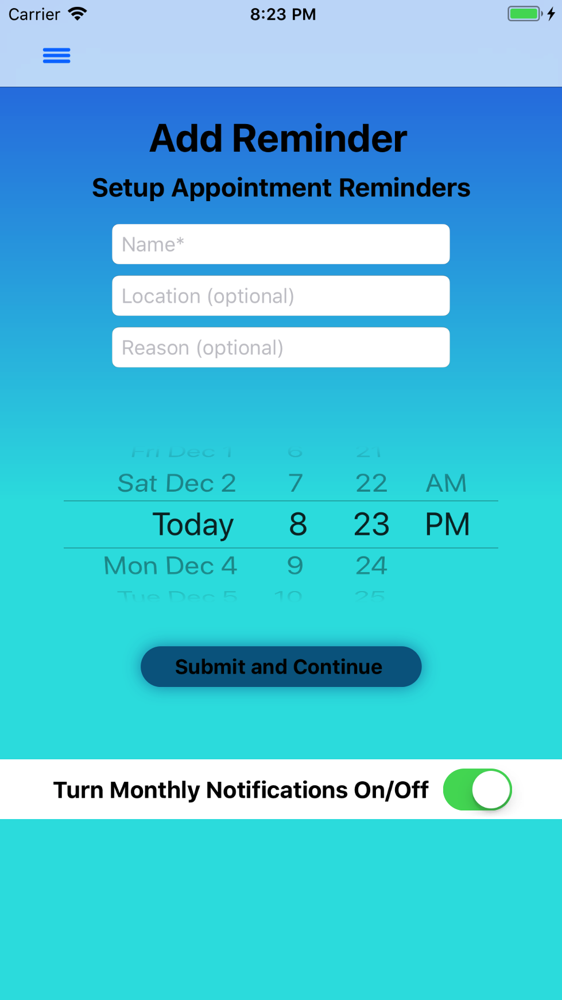 Carrier 8:23 PM
Add Reminder
Setup Appointment Reminders
Name*
Location (optional)
Reason (optional)
Fri Dec 1 6 21
Sat Dec 2 7 22 AM
Today 8 23 PM
Mon Dec 4 9 24
Tue Dec 5 10 25
Submit and Continue
Turn Monthly Notifications On/Off